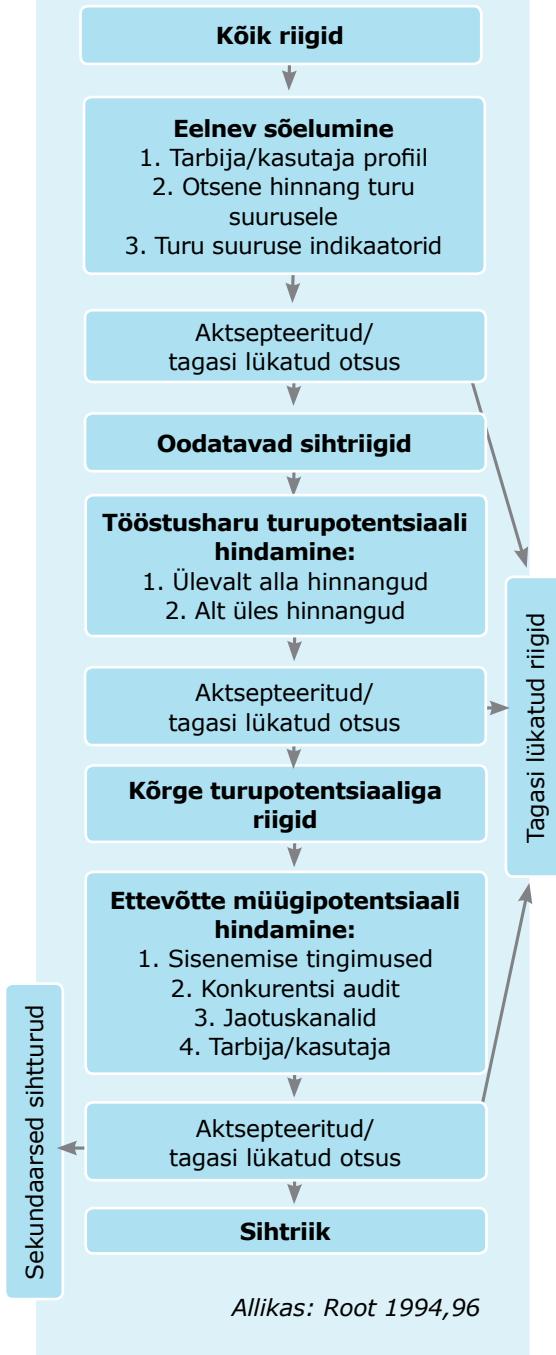 Kõik riigid
Eelnev sõelumine
1. Tarbija/kasutaja profiil
2. Otsene hinnang turu
suurusele
3. Turu suuruse indikaatorid
Aktsepteeritud/
tagasi lükatud otsus
Oodatavad sihtriigid
Tööstusharu turupotentsiaali
hindamine:
1. Ülevalt alla hinnangud
2. Alt üles hinnangud
Tagasi lükatud riigid
Aktsepteeritud/
tagasi lükatud otsus
Kõrge turupotentsiaaliga
riigid
Ettevõtte müügipotentsiaali
hindamine:
1. Sisenemise tingimused
2. Konkurentsi audit
3. Jaotuskanalid
4. Tarbija/kasutaja
Sekundaarsed sihtturud
Aktsepteeritud/
tagasi lükatud otsus
Sihtriik
Allikas: Root 1994,96